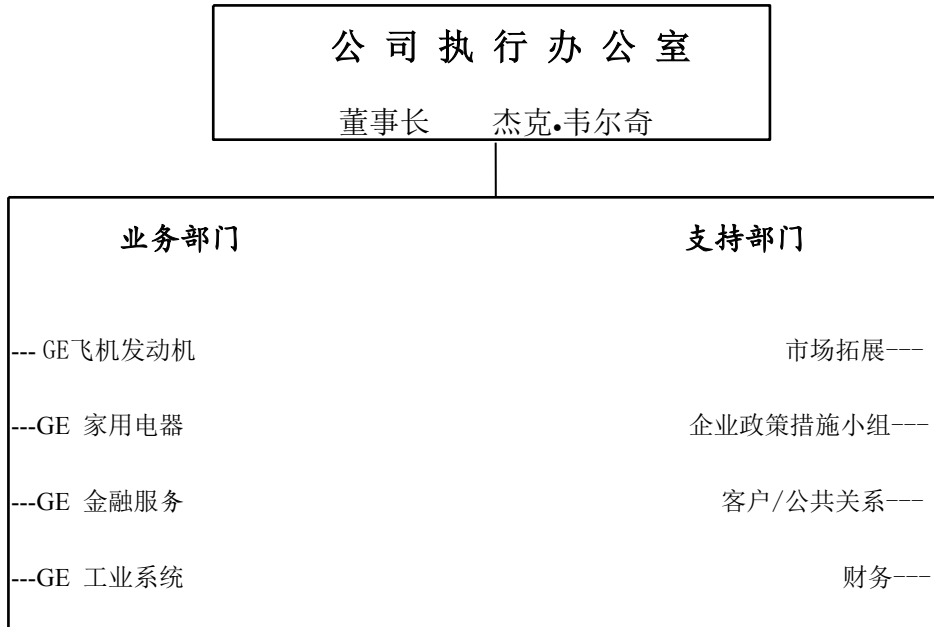 公司执行办公室
董事长 杰克•韦尔奇
业务部门 支持部门
--- GE飞机发动机 市场拓展---
---GE 家用电器 企业政策措施小组---
---GE 金融服务 客户/公共关系---
---GE 工业系统 财务---